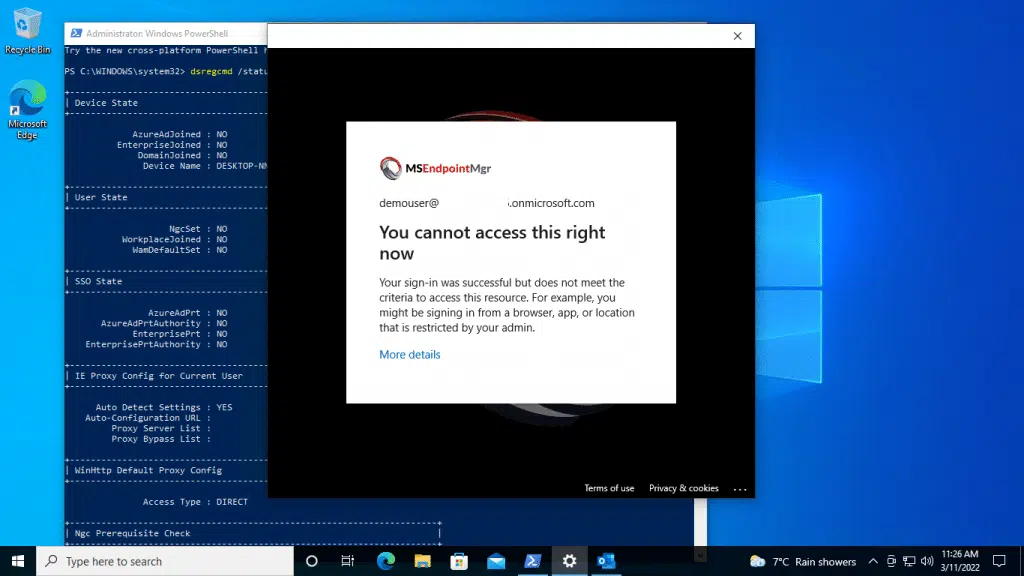 Recycle Bin
Microsoft
Edge
Administrator: Windows PowerShell
Try the new cross-platform PowerShell
PS C:\WINDOWS\system32> dsregcmd /statu
| Device State
AzureAdJoined : NO
EnterpriseJoined : NO
DomainJoined : NO
Device Name : DESKTOP-NN
| User State
NgcSet : NO
WorkplaceJoined : NO
WamDefaultSet : NO
| SSO State
AzureAdPrt : NO
AzureAdPrtAuthority : NO
EnterprisePrt : NO
EnterprisePrtAuthority : NO
| IE Proxy Config for Current User
Auto Detect Settings : YES
Auto-Configuration URL :
Proxy Server List :
Proxy Bypass List :
| WinHttp Default Proxy Config
Access Type : DIRECT
| Ngc Prerequisite Check |
MSEndpointMgr
demouser@ .onmicrosoft.com
You cannot access this right
now
Your sign-in was successful but does not meet the
criteria to access this resource. For example, you
might be signing in from a browser, app, or location
that is restricted by your admin.
More details
Terms of use Privacy & cookies ...
Type here to search
7°C Rain showers
11:26 AM
3/11/2022